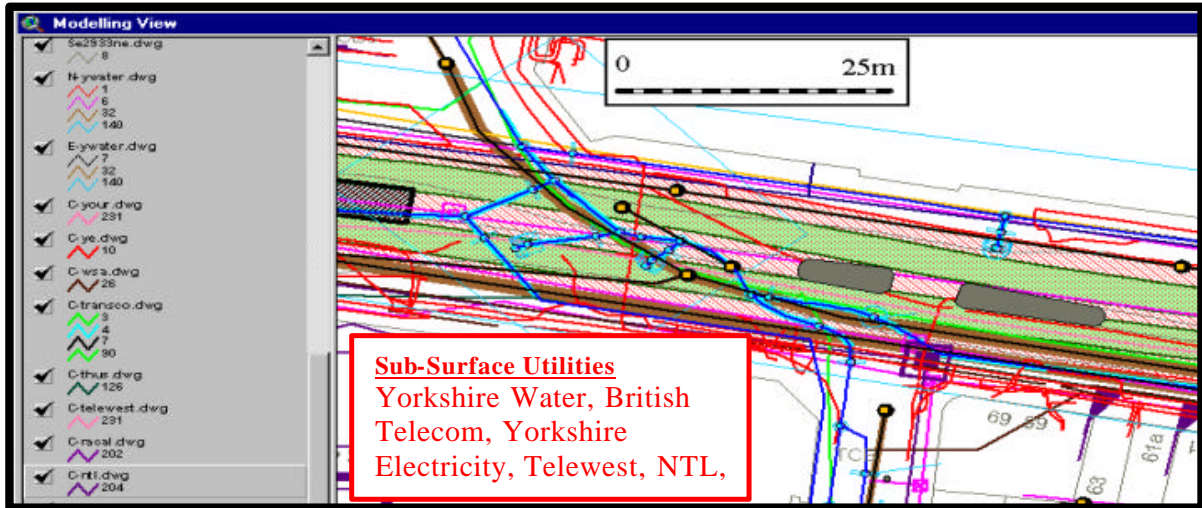 Modelling View
Se2933ne.dwg
8
N-ywater.dwg
1
6
32
140
E-ywater.dwg
7
32
140
C-your.dwg
231
C-ye.dwg
10
C-wsa.dwg
26
C-transco.dwg
3
4
7
90
C-thus.dwg
126
C-telewest.dwg
231
C-racal.dwg
202
C-ntl.dwg
204
0 25m
Sub-Surface Utilities
Yorkshire Water, British
Telecom, Yorkshire
Electricity, Telewest, NTL,
TC
69
63
61a